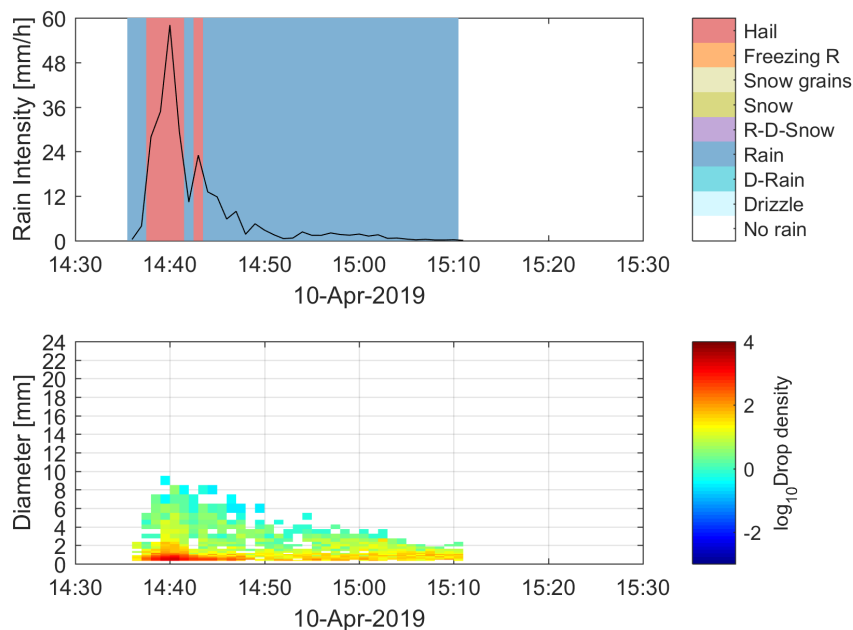 60
48
36
24
12
0
Rain Intensity [mm/h]
14:30 14:40 14:50 15:00 15:10 15:20 15:30
10-Apr-2019
Hail
Freezing R
Snow grains
Snow
R-D-Snow
Rain
D-Rain
Drizzle
No rain
24
22
20
18
16
14
12
10
8
6
4
2
0
Diameter [mm]
14:30 14:40 14:50 15:00 15:10 15:20 15:30
10-Apr-2019
4
2
0
-2
log10Drop density